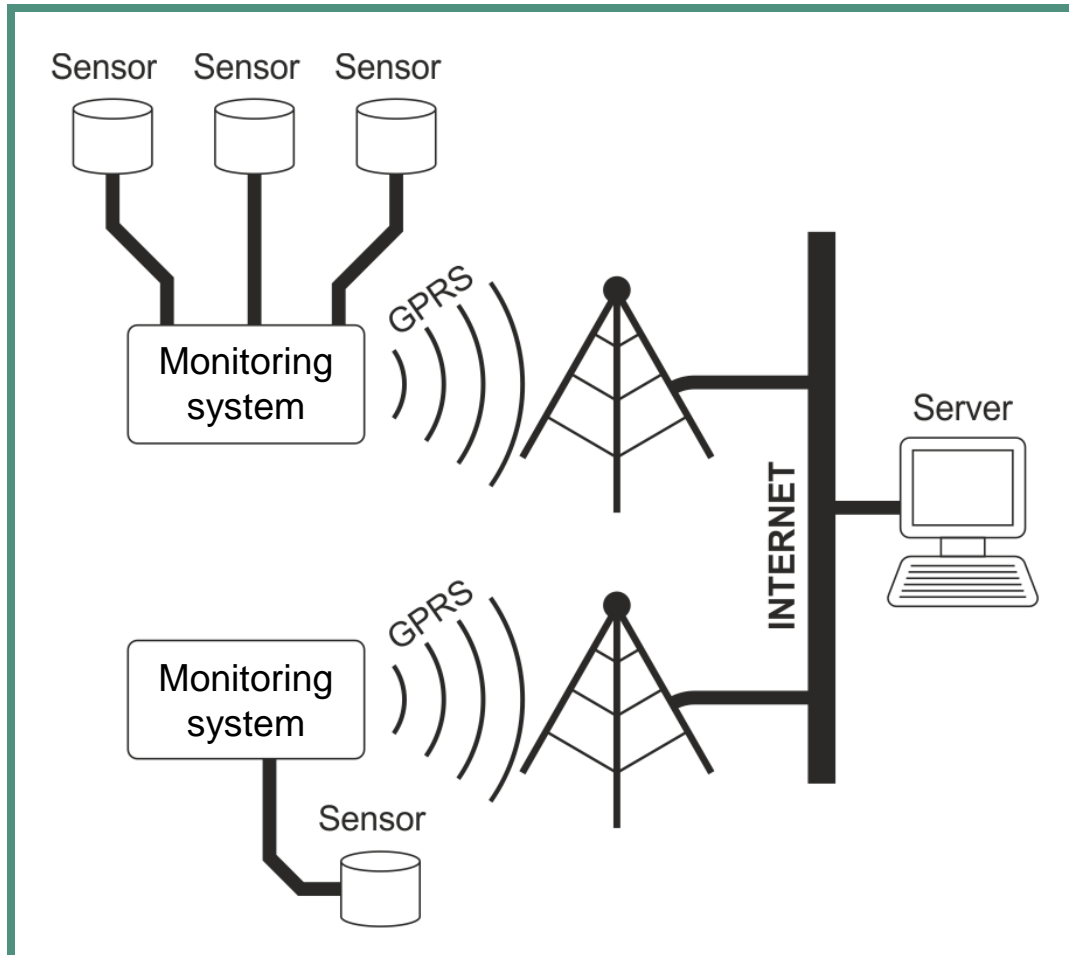 Sensor Sensor Sensor
GPRS
Monitoring
system
Server
INTERNET
GPRS
Monitoring
system
Sensor